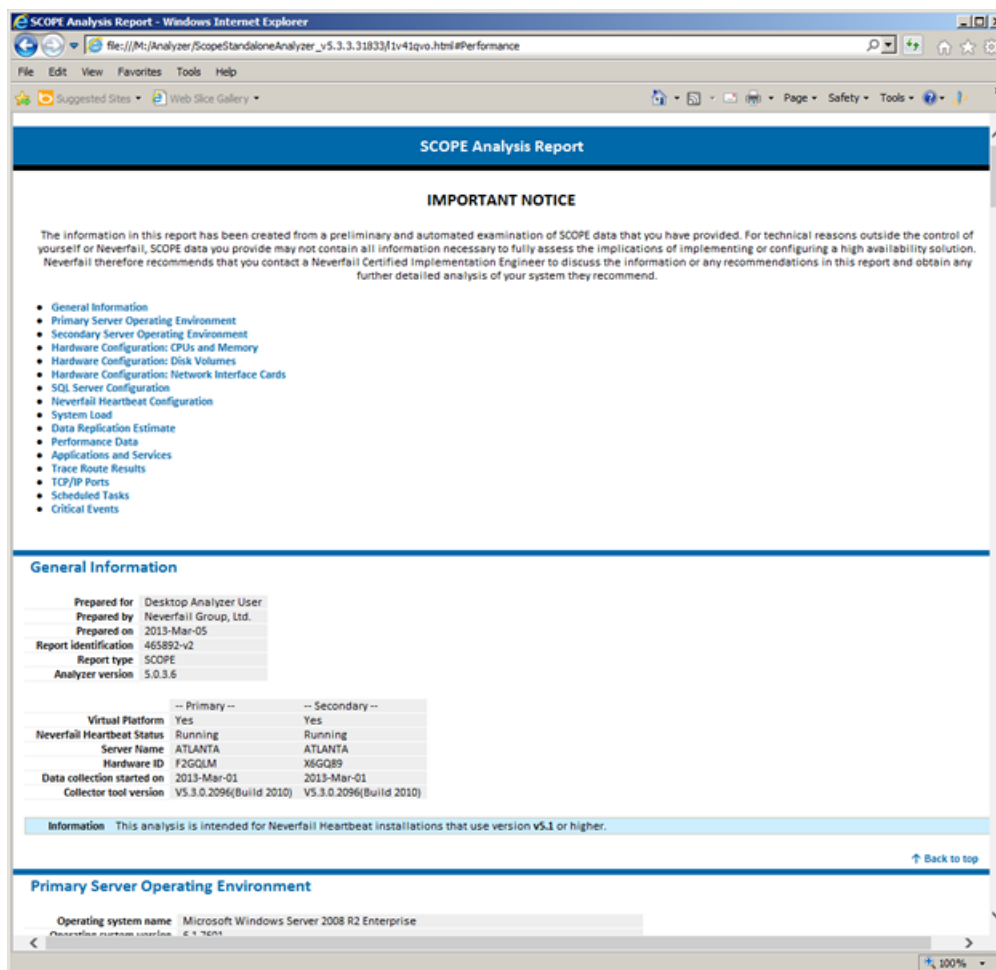 SCOPE Analysis Report - Windows Internet Explorer
file:///M:/Analyzer/ScopeStandaloneAnalyzer_v5.3.3.31833/l1v41qvo.html#Performance
File Edit View Favorites Tools Help
Suggested Sites Web Slice Gallery Page Safety Tools
SCOPE Analysis Report
IMPORTANT NOTICE
The information in this report has been created from a preliminary and automated examination of SCOPE data that you have provided. For technical reasons outside the control of
yourself or Neverfail, SCOPE data you provide may not contain all information necessary to fully assess the implications of implementing or configuring a high availability solution.
Neverfail therefore recommends that you contact a Neverfail Certified Implementation Engineer to discuss the information or any recommendations in this report and obtain any
further detailed analysis of your system they recommend.
General Information
Primary Server Operating Environment
Secondary Server Operating Environment
Hardware Configuration: CPUs and Memory
Hardware Configuration: Disk Volumes
Hardware Configuration: Network Interface Cards
SQL Server Configuration
Neverfail Heartbeat Configuration
System Load
Data Replication Estimate
Performance Data
Applications and Services
Trace Route Results
TCP/IP Ports
Scheduled Tasks
Critical Events
General Information
Prepared for Desktop Analyzer User
Prepared by Neverfail Group, Ltd.
Prepared on 2013-Mar-05
Report identification 465892-v2
Report type SCOPE
Analyzer version 5.0.3.6
-- Primary -- -- Secondary --
Virtual Platform Yes Yes
Neverfail Heartbeat Status Running Running
Server Name ATLANTA ATLANTA
Hardware ID F2GQLM X6GQ89
Data collection started on 2013-Mar-01 2013-Mar-01
Collector tool version V5.3.0.2096(Build 2010) V5.3.0.2096(Build 2010)
Information This analysis is intended for Neverfail Heartbeat installations that use version v5.1 or higher.
Back to top
Primary Server Operating Environment
Operating system name Microsoft Windows Server 2008 R2 Enterprise
Operating system version 6.1.7601
100%